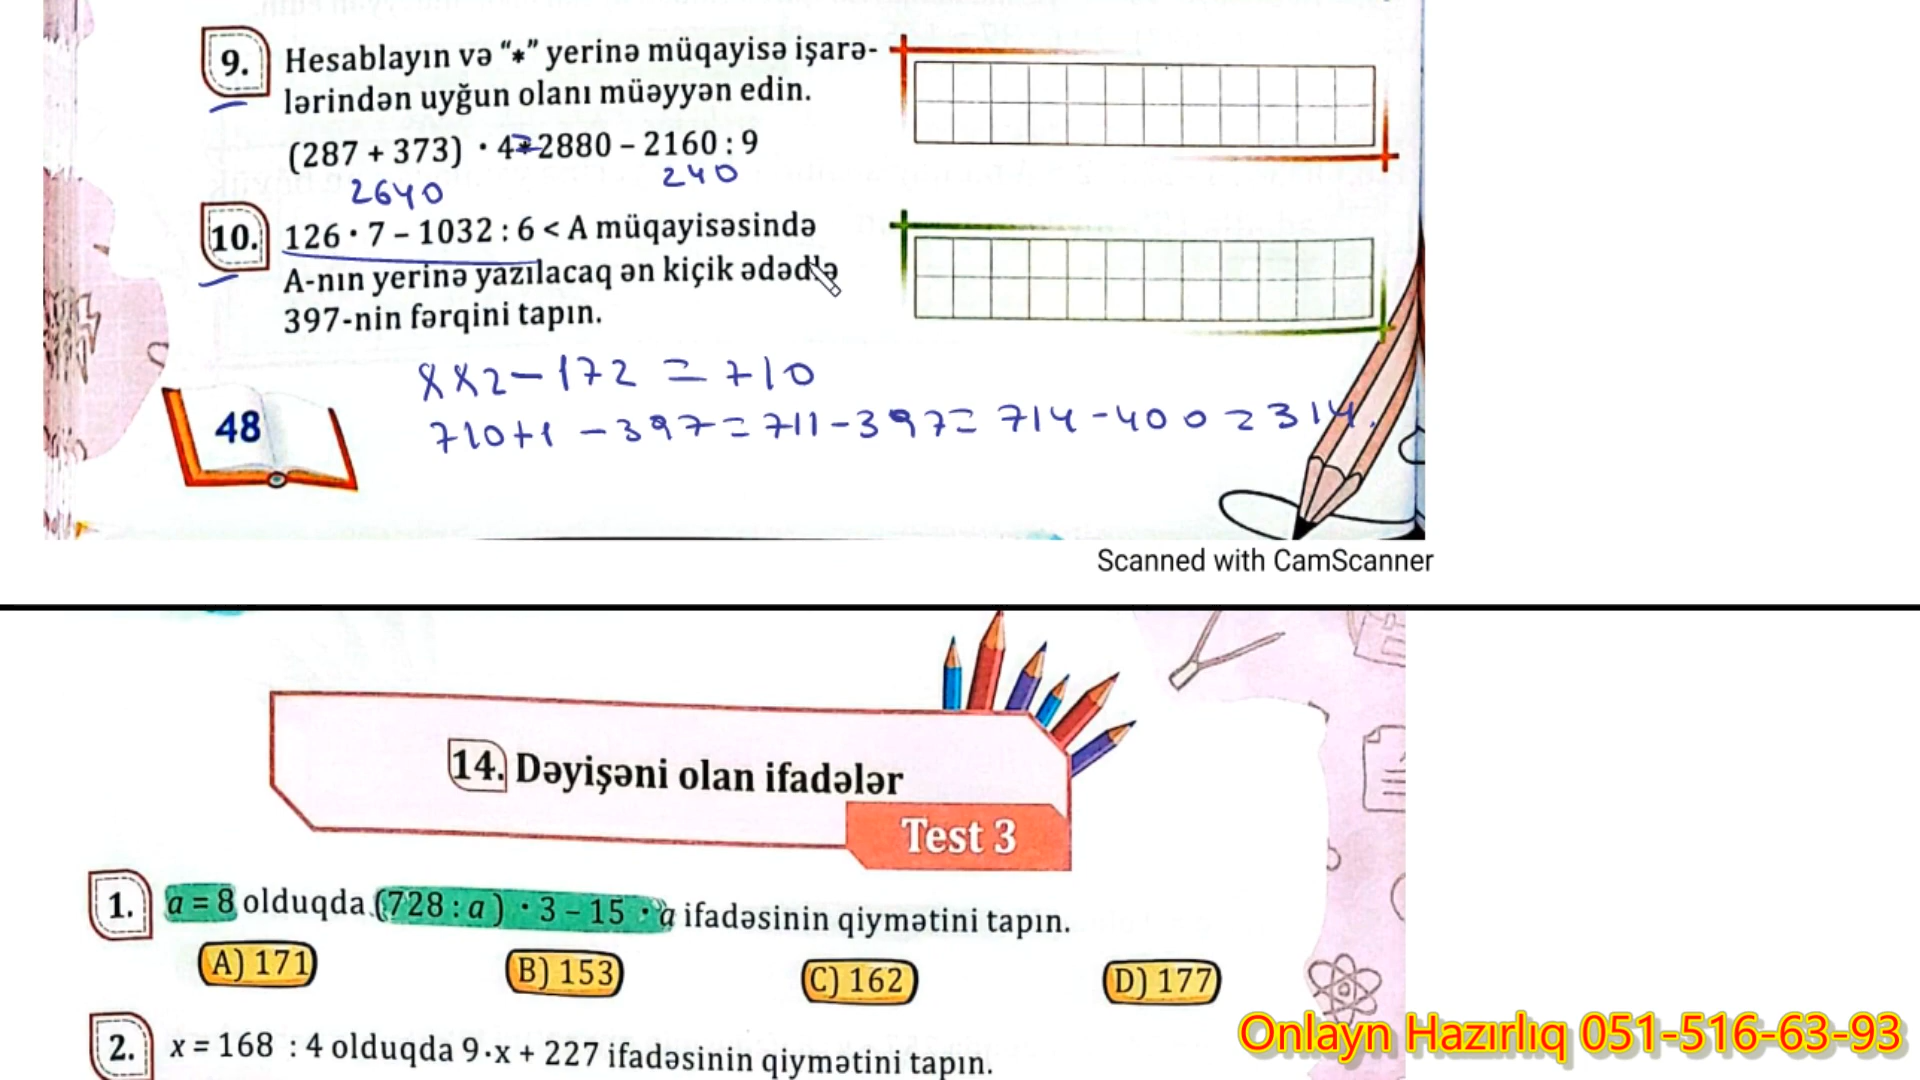 9. Hesablayın və “*” yerinə müqayisə işarə-
lərindən uyğun olanı müəyyən edin.
(287 + 373) · 4 * 2880 – 2160 : 9
2640 240
10. 126 · 7 – 1032 : 6 < A müqayisəsində
A-nın yerinə yazılacaq ən kiçik ədədlə
397-nin fərqini tapın.
882 – 172 = 710
710+1 – 397 = 711 – 397 = 714 – 400 = 314.
48
Scanned with CamScanner
14. Dəyişəni olan ifadələr
Test 3
1. a = 8 olduqda (728 : a) · 3 – 15 · a ifadəsinin qiymətini tapın.
A) 171 B) 153 C) 162 D) 177
2. x = 168 : 4 olduqda 9·x + 227 ifadəsinin qiymətini tapın.
Onlayn Hazırlıq 051-516-63-93